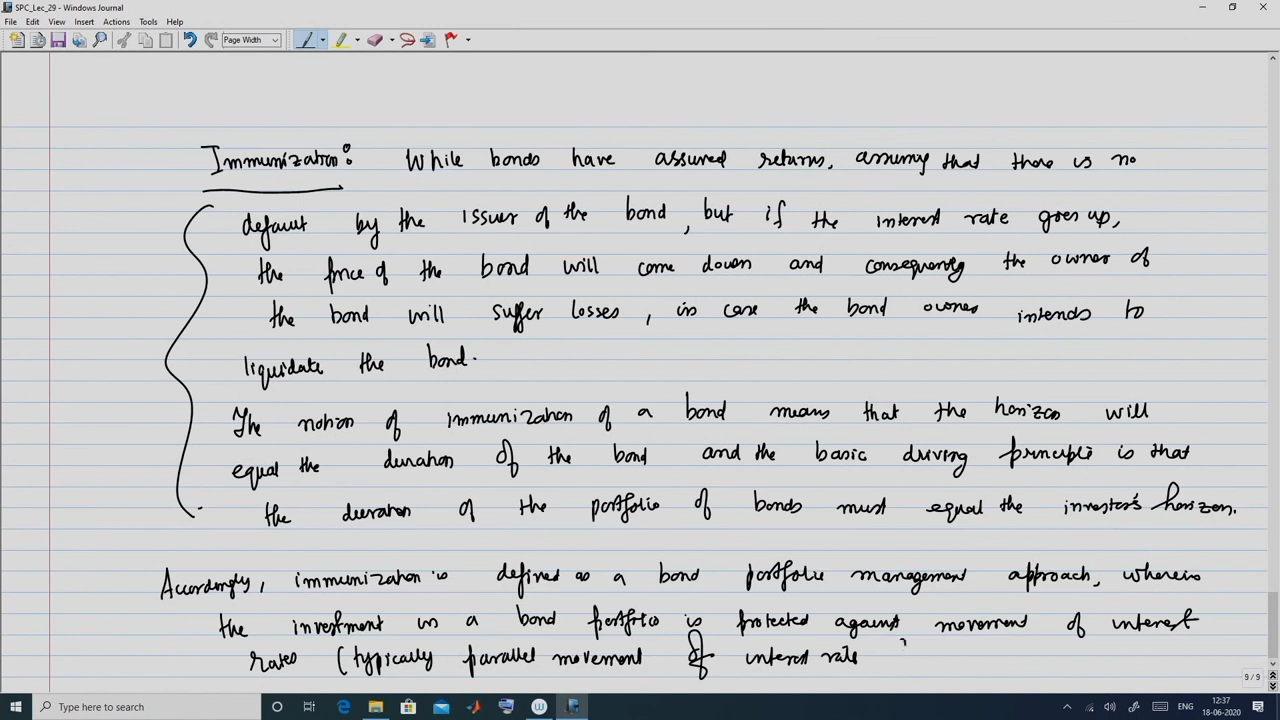 SPC_Lec_29 - Windows Journal
File Edit View Insert Actions Tools Help
Page Width
Immunization: While bonds have assured returns, assuming that there is no
default by the issuer of the bond, but if the interest rate goes up,
the price of the bond will come down and consequently the owner of
the bond will suffer losses, in case the bond owner intends to
liquidate the bond.
The notion of immunization of a bond means that the horizon will
equal the duration of the bond and the basic driving principle is that
the duration of the portfolio of bonds must equal the investor's horizon.
Accordingly, immunization is defined as a bond portfolio management approach, wherein
the investment in a bond portfolio is protected against movement of interest
rates (typically parallel movement of interest rate
9/9
Type here to search
ENG
12:37
18-06-2020